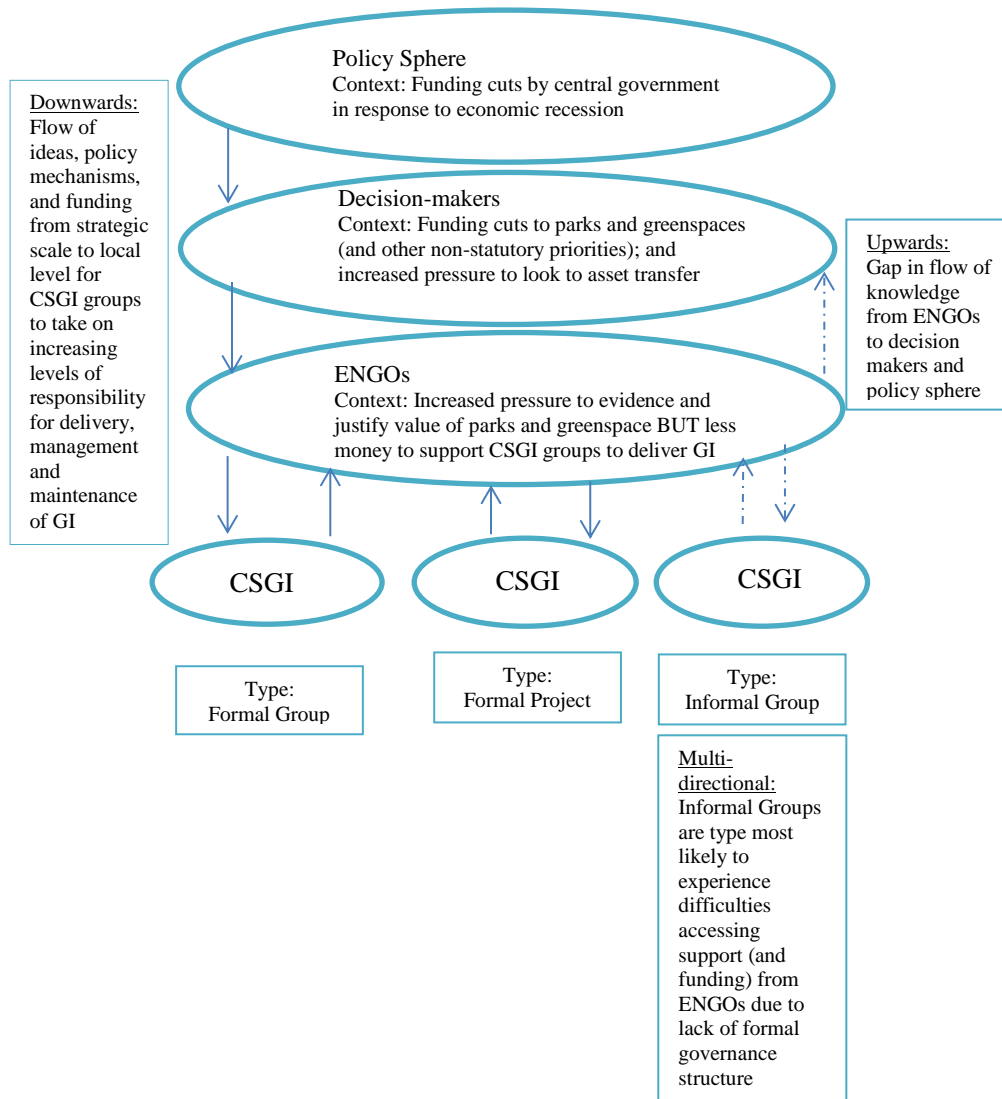 Policy Sphere
Context: Funding cuts by central government
in response to economic recession
Downwards:
Flow of
ideas, policy
mechanisms,
and funding
from strategic
scale to local
level for
CSGI groups
to take on
increasing
levels of
responsibility
for delivery,
management
and
maintenance
of GI
Decision-makers
Context: Funding cuts to parks and greenspaces
(and other non-statutory priorities); and
increased pressure to look to asset transfer
Upwards:
Gap in flow of
knowledge
from ENGOs
to decision
makers and
policy sphere
ENGOs
Context: Increased pressure to evidence and
justify value of parks and greenspace BUT less
money to support CSGI groups to deliver GI
CSGI
CSGI
CSGI
Type:
Formal Group
Type:
Formal Project
Type:
Informal Group
Multi-
directional:
Informal Groups
are type most
likely to
experience
difficulties
accessing
support (and
funding) from
ENGOs due to
lack of formal
governance
structure